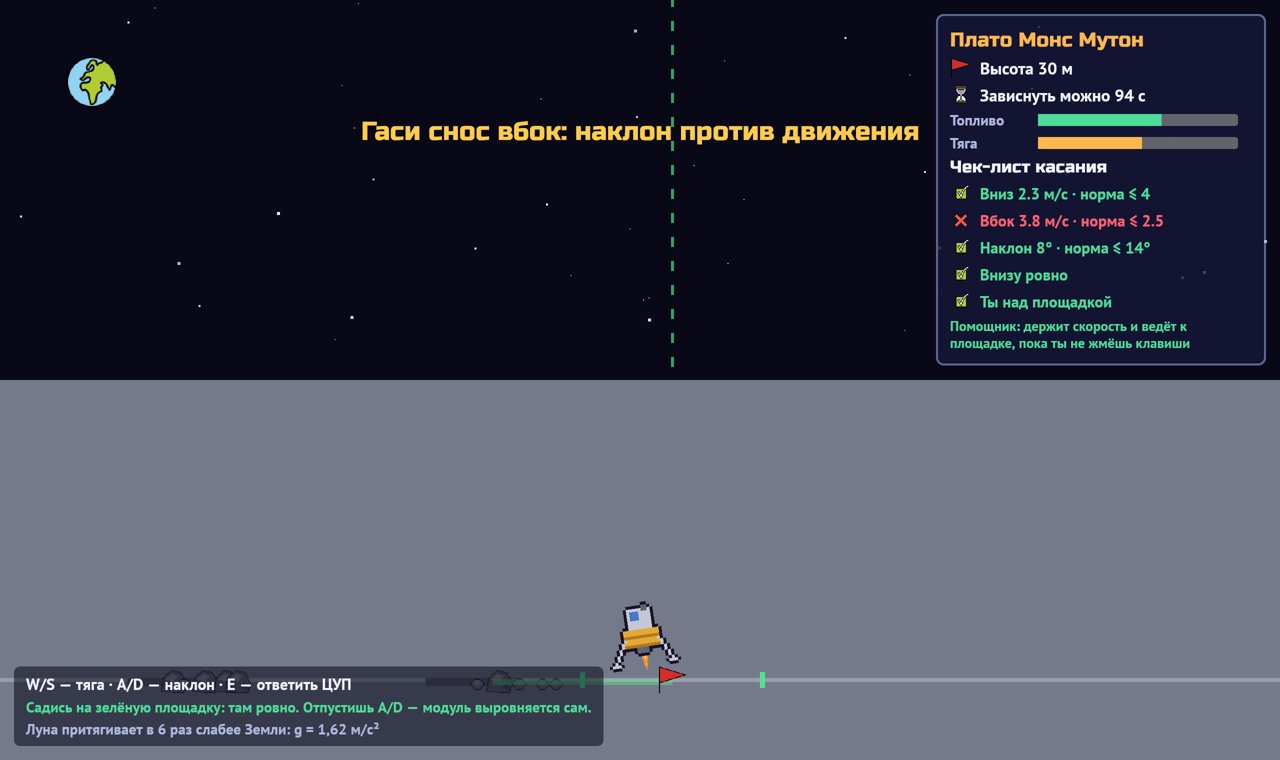 Плато Монс Мутон
Высота 30 м
Зависнуть можно 94 с
Гаси снос вбок: наклон против движения
Топливо
Тяга
Чек-лист касания
Вниз 2.3 м/с · норма ≤ 4
Вбок 3.8 м/с · норма ≤ 2.5
Наклон 8° · норма ≤ 14°
Внизу ровно
Ты над площадкой
Помощник: держит скорость и ведёт к
площадке, пока ты не жмёшь клавиши
W/S — тяга · A/D — наклон · E — ответить ЦУП
Садись на зелёную площадку: там ровно. Отпустишь A/D — модуль выровняется сам.
Луна притягивает в 6 раз слабее Земли: g = 1,62 м/с²